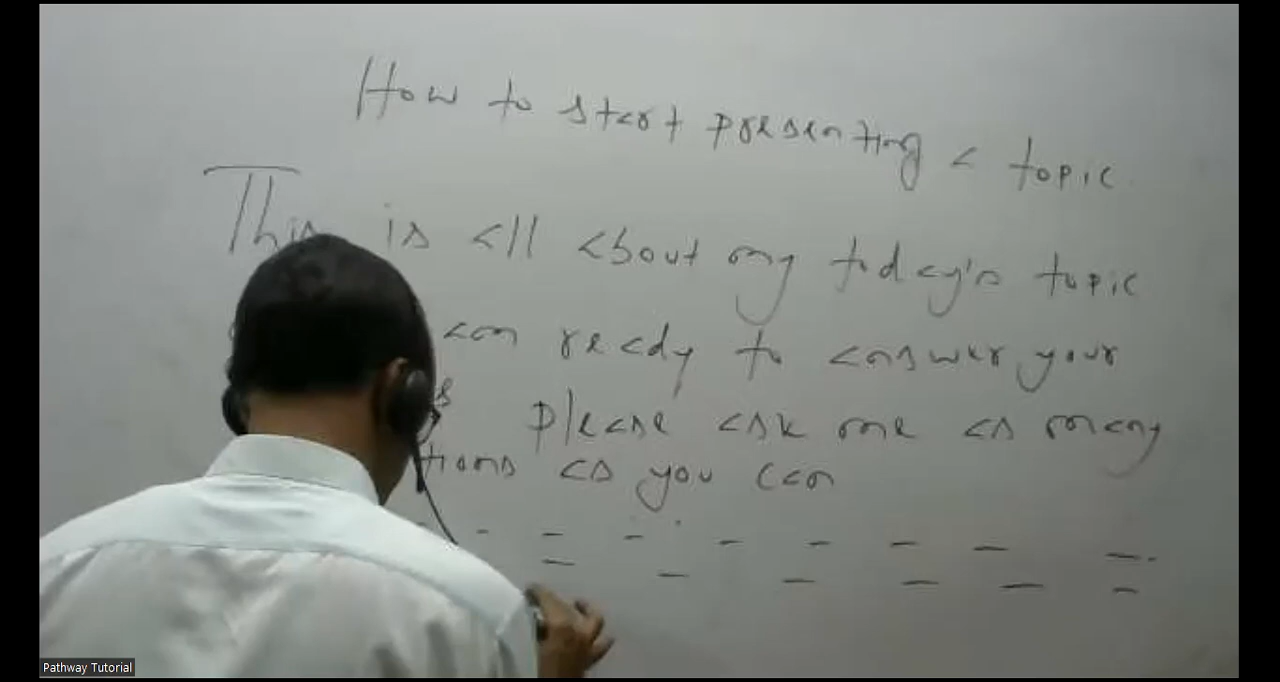 How to start presenting a topic
This is all about my today's topic
am ready to answer your
please ask me as many
as you can
Pathway Tutorial